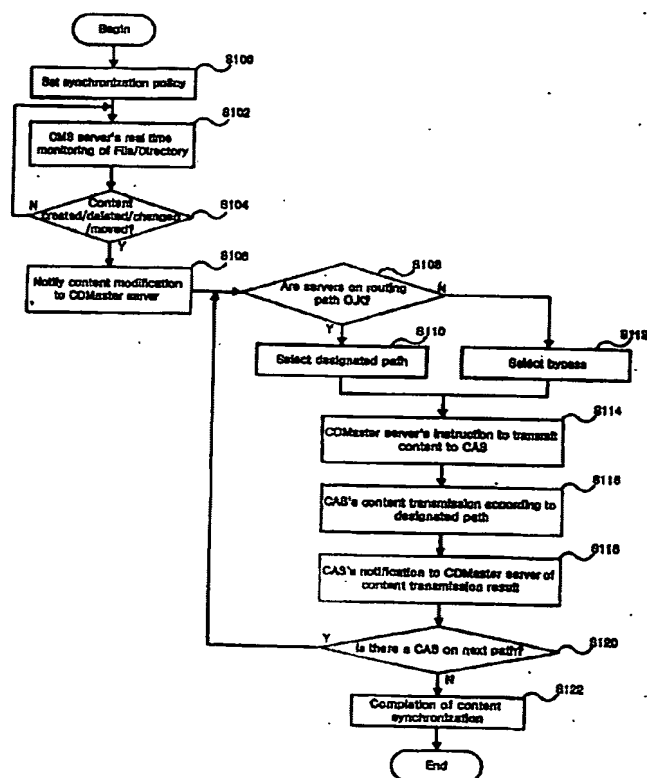 Begin
S100
Set synchronization policy
S102
CMS server's real time
monitoring of File/Directory
N
Content
created/deleted/changed
/moved?
S104
Y
S106
Notify content modification
to CDMaster server
S108
Are servers on routing
path O.K?
N
Y
S110
Select designated path
S112
Select bypass
S114
CDMaster server's instruction to transmit
content to CAS
S116
CAS's content transmission according to
designated path
S118
CAS's notification to CDMaster server of
content transmission result
Y
Is there a CAS on next path?
S120
N
S122
Completion of content
synchronization
End